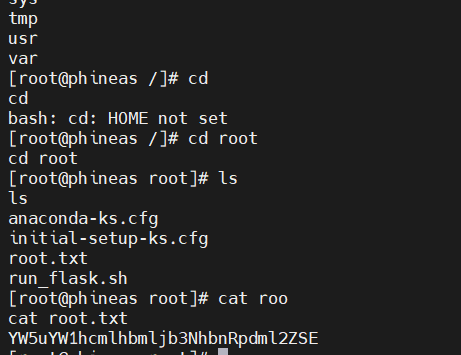 sys
tmp
usr
var
[root@phineas /]# cd
cd
bash: cd: HOME not set
[root@phineas /]# cd root
cd root
[root@phineas root]# ls
ls
anaconda-ks.cfg
initial-setup-ks.cfg
root.txt
run_flask.sh
[root@phineas root]# cat roo
cat root.txt
YW5uYW1hcmlhbmljb3NhbnRpdml2ZSE